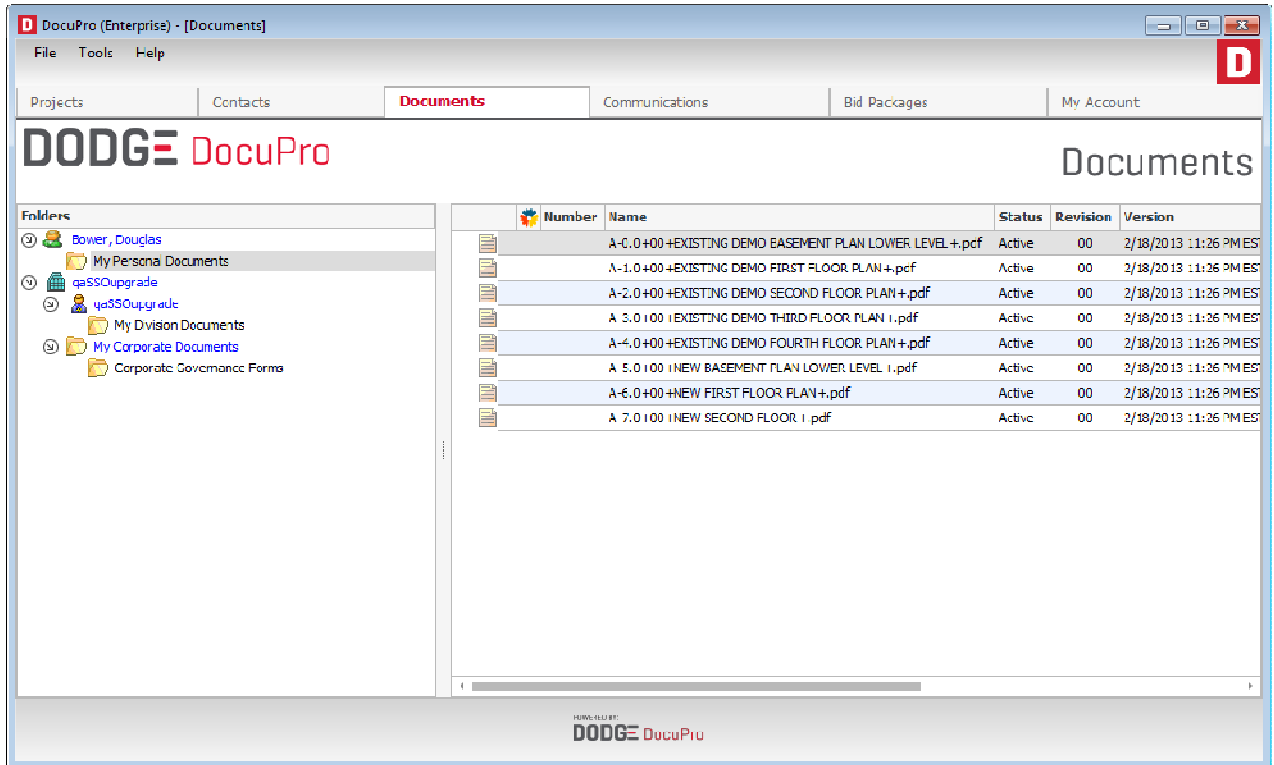 D DocuPro (Enterprise) - [Documents]
File Tools Help
D
Projects Contacts Documents Communications Bid Packages My Account
DODGE DocuPro
Documents
Folders
Number Name Status Revision Version
Bower, Douglas
My Personal Documents
qaSSOupgrade
qaSSOupgrade
My Division Documents
My Corporate Documents
Corporate Governance Forms
A-0.0+00+EXISTING DEMO BASEMENT PLAN LOWER LEVEL+.pdf Active 00 2/18/2013 11:26 PM EST
A-1.0+00+EXISTING DEMO FIRST FLOOR PLAN+.pdf Active 00 2/18/2013 11:26 PM EST
A-2.0+00+EXISTING DEMO SECOND FLOOR PLAN+.pdf Active 00 2/18/2013 11:26 PM EST
A-3.0+00+EXISTING DEMO THIRD FLOOR PLAN+.pdf Active 00 2/18/2013 11:26 PM EST
A-4.0+00+EXISTING DEMO FOURTH FLOOR PLAN+.pdf Active 00 2/18/2013 11:26 PM EST
A-5.0+00+NEW BASEMENT PLAN LOWER LEVEL+.pdf Active 00 2/18/2013 11:26 PM EST
A-6.0+00+NEW FIRST FLOOR PLAN+.pdf Active 00 2/18/2013 11:26 PM EST
A-7.0+00+NEW SECOND FLOOR+.pdf Active 00 2/18/2013 11:26 PM EST
POWERED BY:
DODGE DocuPro